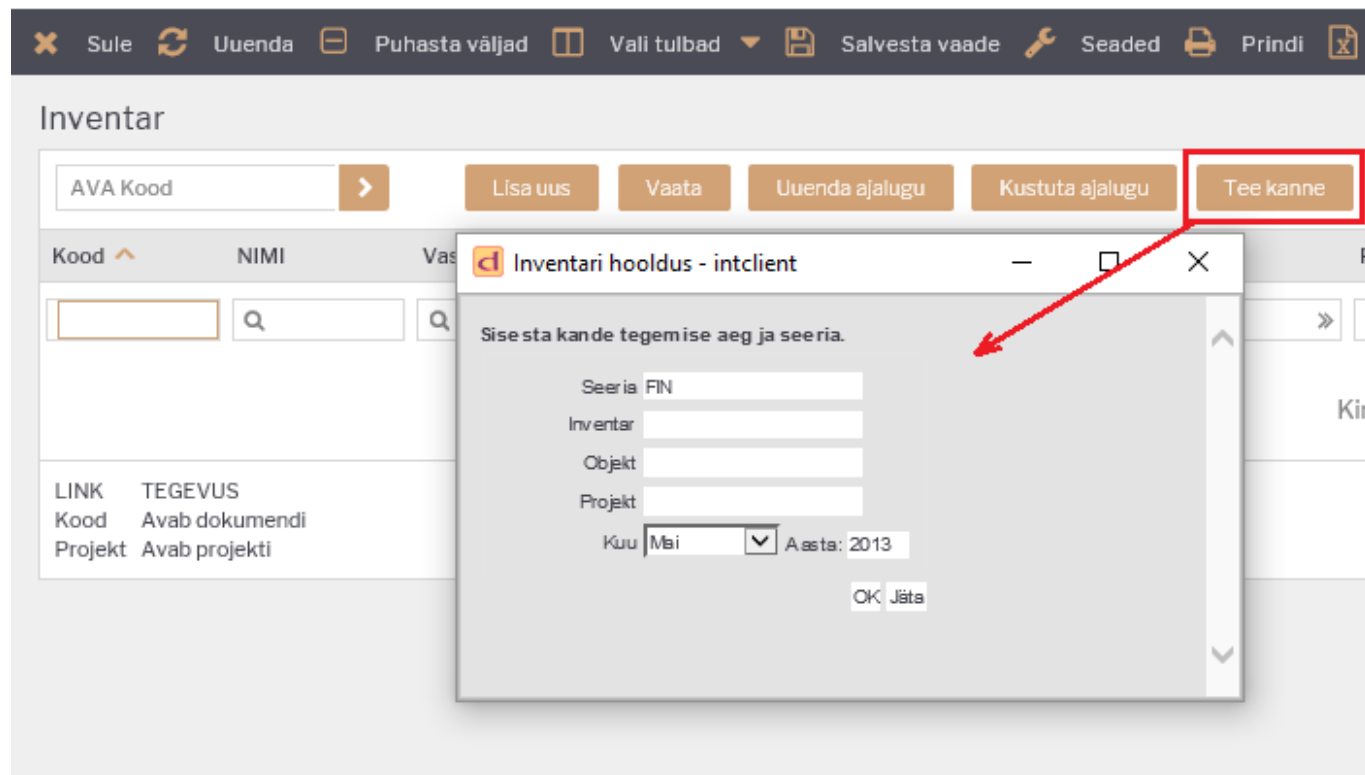 Sule Uuenda Puhasta väljad Vali tulbad Salvesta vaade Seaded Prindi
Inventar
AVA Kood Lisa uus Vaata Uuenda ajalugu Kustuta ajalugu Tee kanne
Kood NIMI Vas
Inventari hooldus - intclient
Sisesta kande tegemise aeg ja seeria.
Seeria FIN
Inventar
Objekt
Projekt
Kuu Mai Aasta: 2013
OK Jäta
Kin
LINK TEGEVUS
Kood Avab dokumendi
Projekt Avab projekti